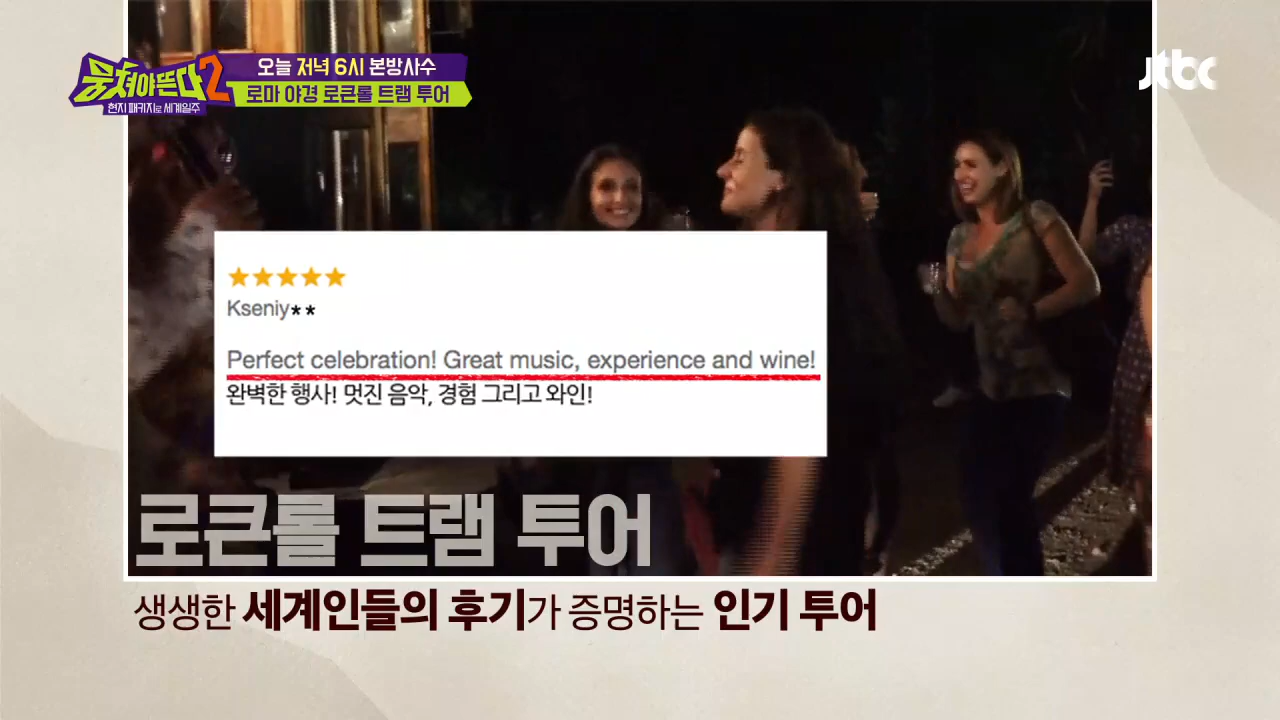 뭉쳐야뜬다2
현지 패키지로 세계일주
오늘 저녁 6시 본방사수
로마 야경 로큰롤 트램 투어
jtbc
★★★★★
Kseniy**
Perfect celebration! Great music, experience and wine!
완벽한 행사! 멋진 음악, 경험 그리고 와인!
로큰롤 트램 투어
생생한 세계인들의 후기가 증명하는 인기 투어